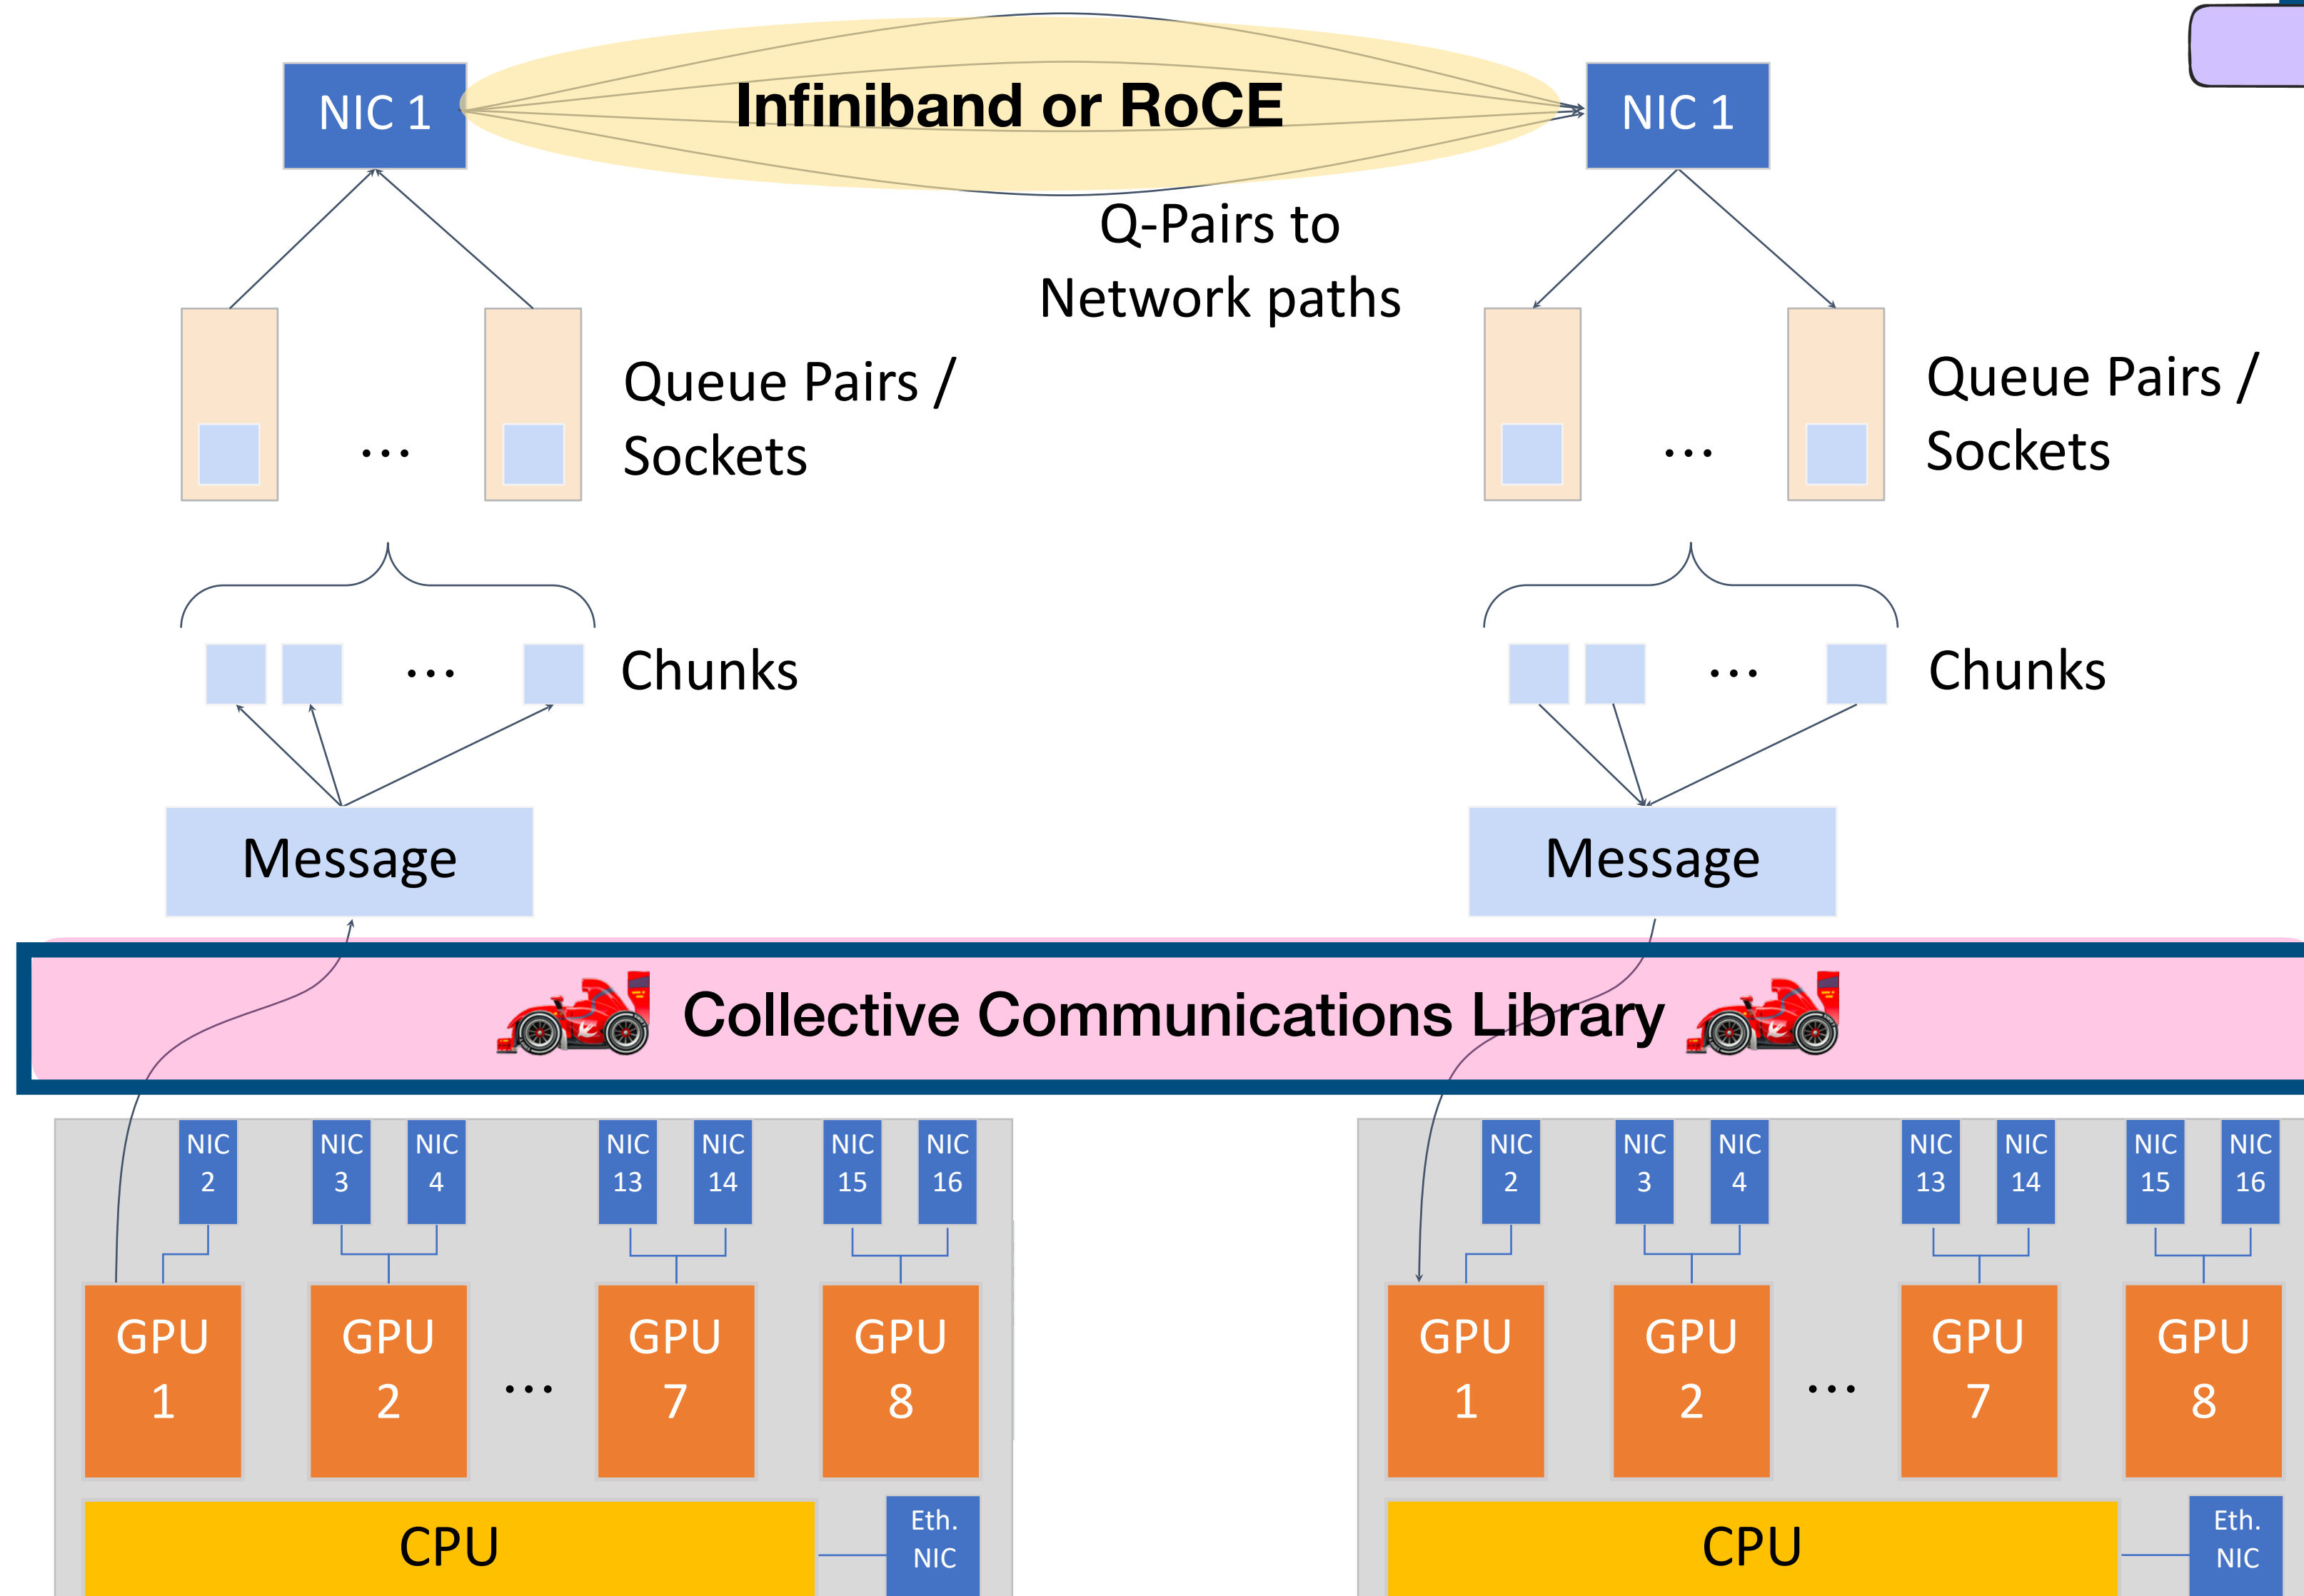 Infiniband or RoCE
NIC 1
NIC 1
Q-Pairs to
Network paths
Queue Pairs /
Sockets
...
Queue Pairs /
Sockets
...
...
Chunks
...
Chunks
Message
Message
Collective Communications Library
NIC
2
NIC
3
NIC
4
NIC
13
NIC
14
NIC
15
NIC
16
NIC
2
NIC
3
NIC
4
NIC
13
NIC
14
NIC
15
NIC
16
GPU
1
GPU
2
...
GPU
7
GPU
8
GPU
1
GPU
2
...
GPU
7
GPU
8
CPU
Eth.
NIC
CPU
Eth.
NIC